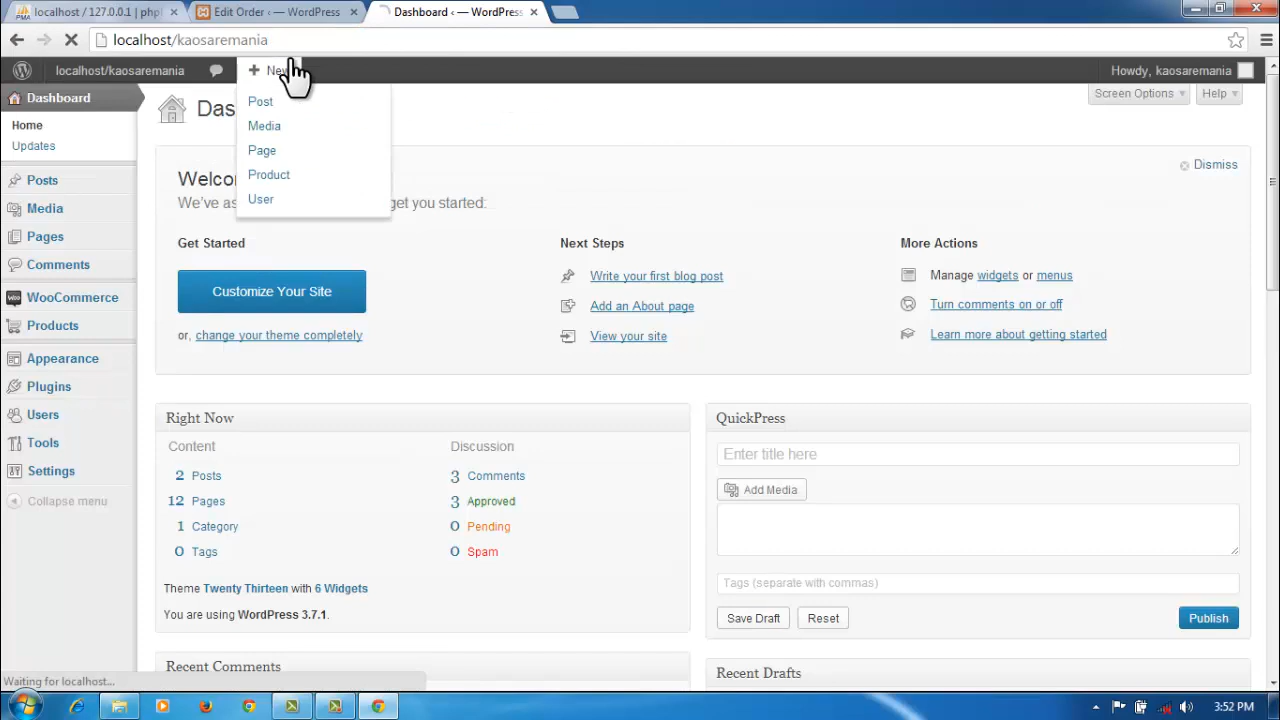 localhost / 127.0.0.1 | phpl
Edit Order ‹ — WordPress
Dashboard ‹ — WordPress
localhost/kaosaremania
localhost/kaosaremania
New
Howdy, kaosaremania
Post
Media
Page
Product
User
Dashboard
Home
Updates
Posts
Media
Pages
Comments
WooCommerce
Products
Appearance
Plugins
Users
Tools
Settings
Collapse menu
Screen Options
Help
Dismiss
get you started:
Get Started
Customize Your Site
or, change your theme completely
Next Steps
Write your first blog post
Add an About page
View your site
More Actions
Manage widgets or menus
Turn comments on or off
Learn more about getting started
Right Now
Content
Discussion
2 Posts
3 Comments
12 Pages
3 Approved
1 Category
0 Pending
0 Tags
0 Spam
Theme Twenty Thirteen with 6 Widgets
You are using WordPress 3.7.1.
QuickPress
Enter title here
Add Media
Tags (separate with commas)
Save Draft
Reset
Publish
Recent Comments
Recent Drafts
Waiting for localhost...
3:52 PM